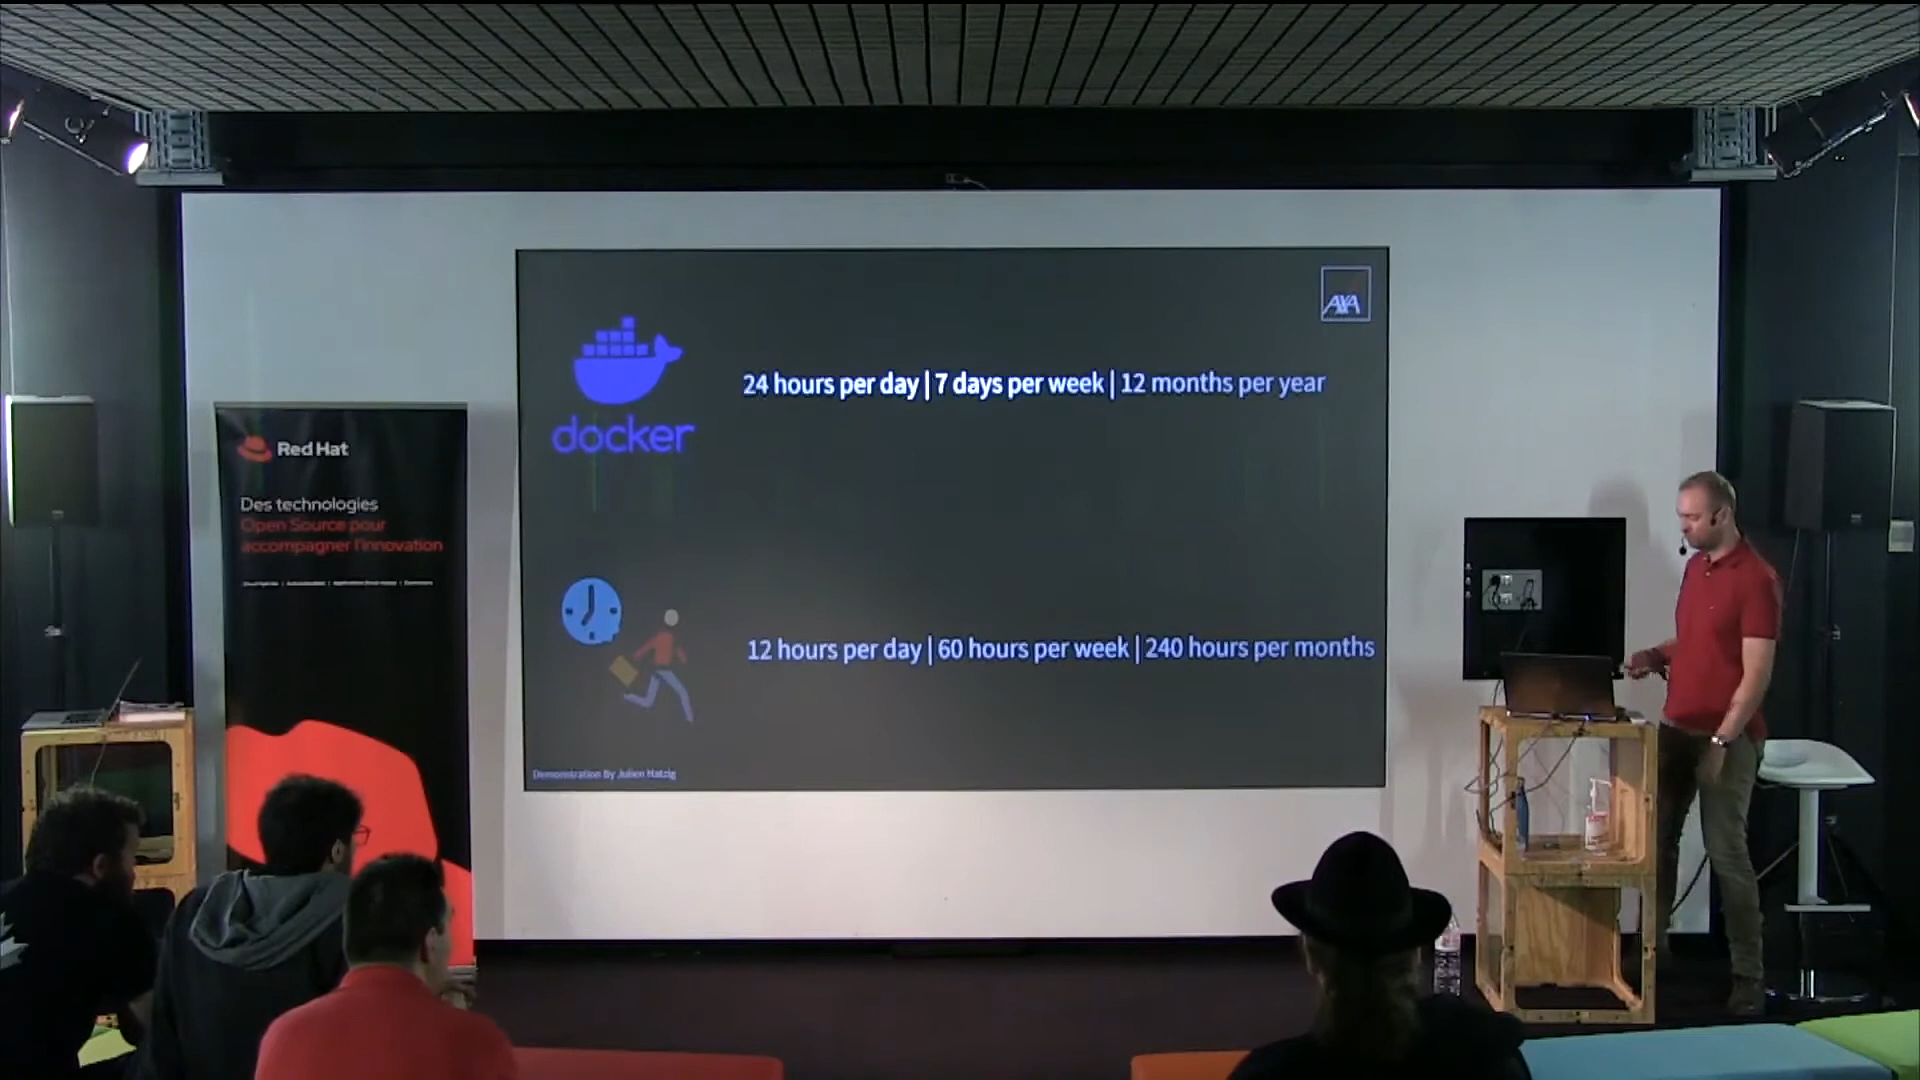 Red Hat
Des technologies
Open Source pour
accompagner l'innovation
AXA
docker
24 hours per day | 7 days per week | 12 months per year
12 hours per day | 60 hours per week | 240 hours per months
Demonstration By Julien Hatzig